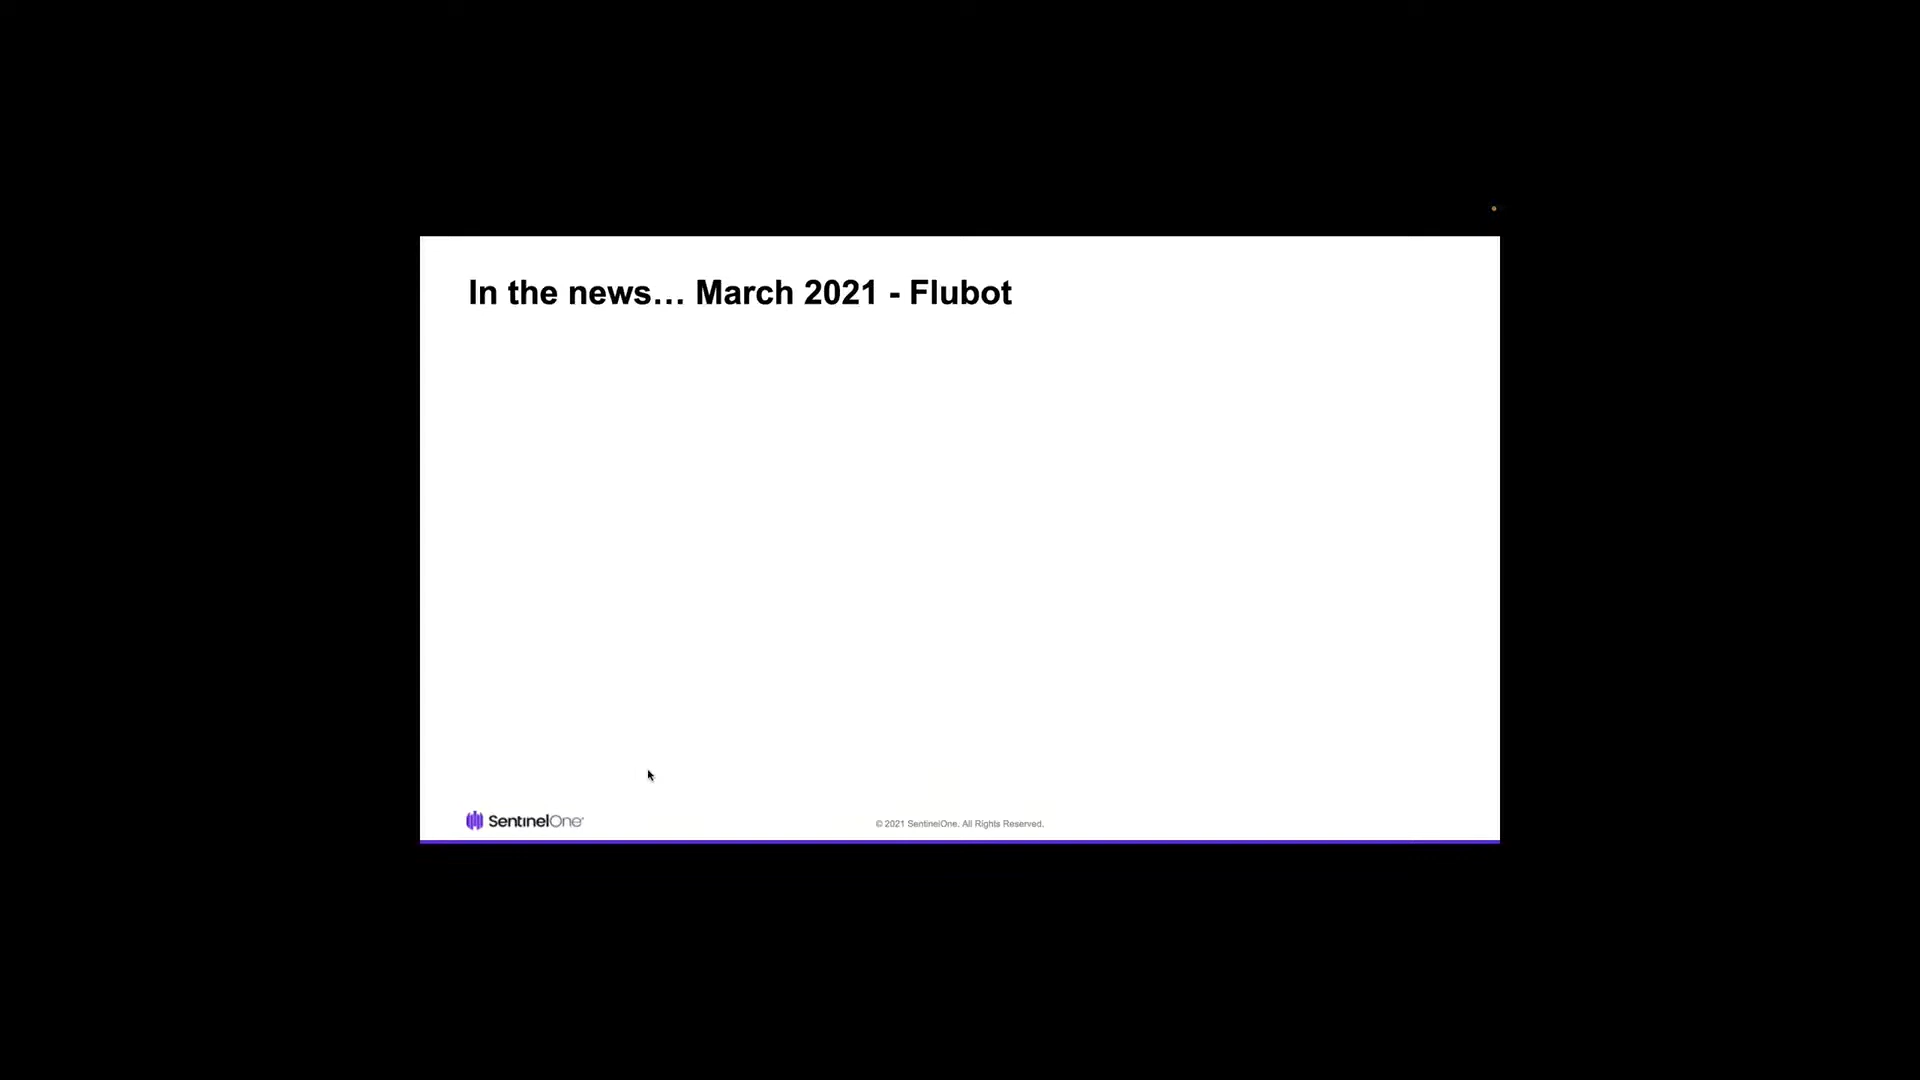 In the news… March 2021 - Flubot
SentinelOne
© 2021 SentinelOne. All Rights Reserved.